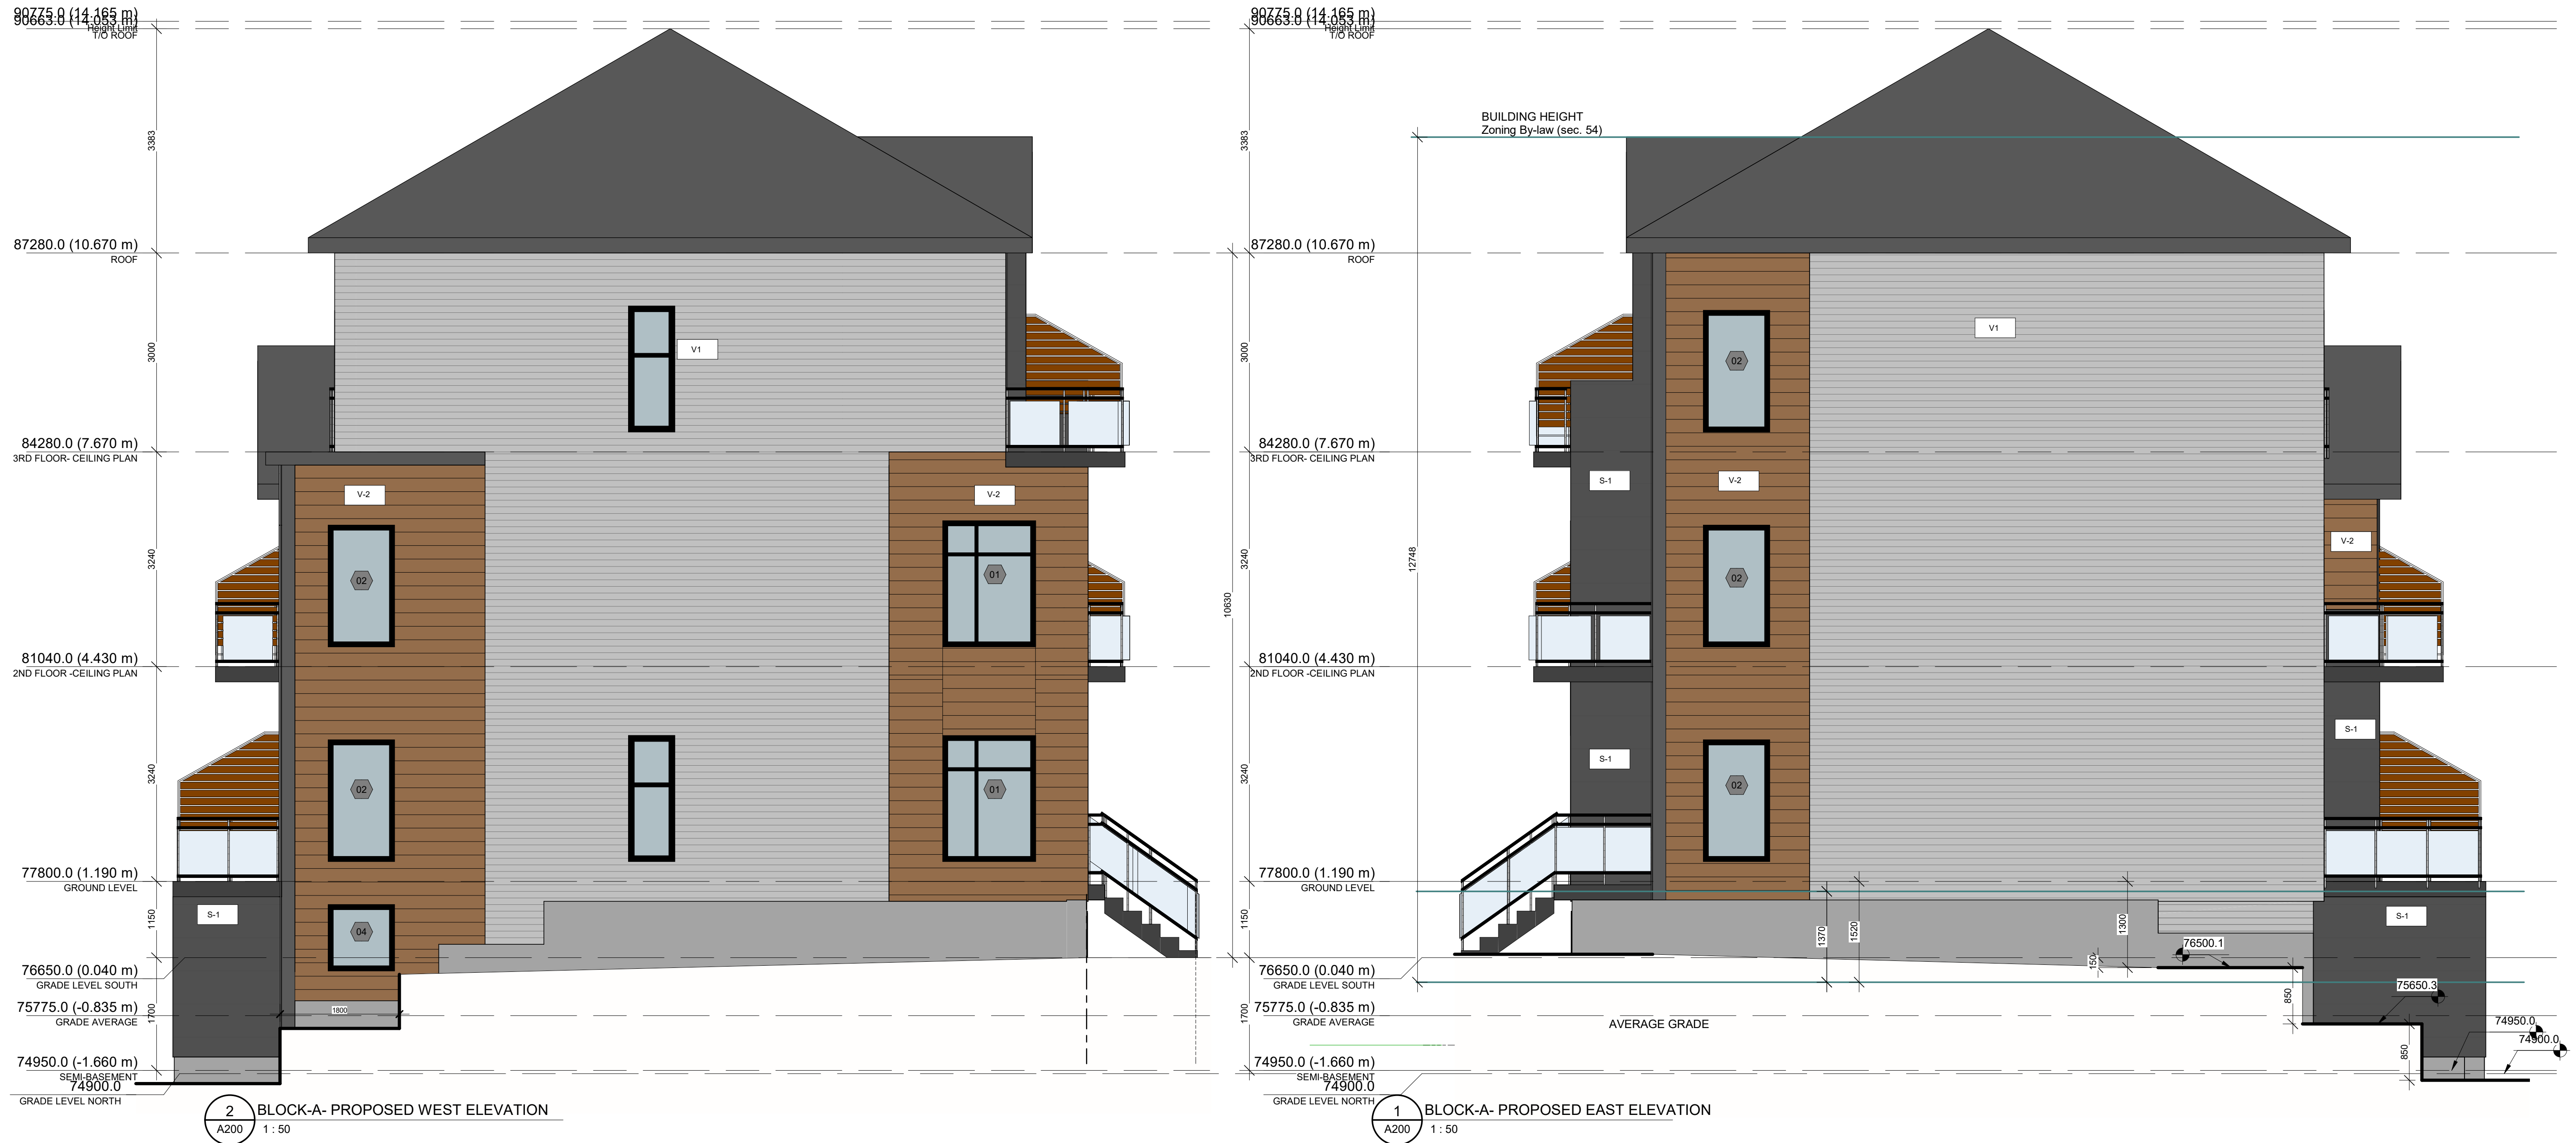 90775.0 (14.165 m)
90663.0 (14.053 m)
Height Limit
T/O ROOF
3383
87280.0 (10.670 m)
ROOF
3000
V1
84280.0 (7.670 m)
3RD FLOOR- CEILING PLAN
V-2
V-2
3240
02
01
81040.0 (4.430 m)
2ND FLOOR -CEILING PLAN
3240
02
01
77800.0 (1.190 m)
GROUND LEVEL
S-1
1150
04
76650.0 (0.040 m)
GRADE LEVEL SOUTH
75775.0 (-0.835 m)
GRADE AVERAGE
1700
1800
74950.0 (-1.660 m)
SEMI-BASEMENT
74900.0
GRADE LEVEL NORTH
10630
2
A200
BLOCK-A- PROPOSED WEST ELEVATION
1 : 50
90775.0 (14.165 m)
90663.0 (14.053 m)
Height Limit
T/O ROOF
BUILDING HEIGHT
Zoning By-law (sec. 54)
3383
87280.0 (10.670 m)
ROOF
V1
3000
02
84280.0 (7.670 m)
3RD FLOOR- CEILING PLAN
S-1
V-2
V-2
3240
12748
02
81040.0 (4.430 m)
2ND FLOOR -CEILING PLAN
S-1
S-1
3240
02
77800.0 (1.190 m)
GROUND LEVEL
S-1
1150
1370
1520
1300
150
76500.1
76650.0 (0.040 m)
GRADE LEVEL SOUTH
75650.3
850
75775.0 (-0.835 m)
GRADE AVERAGE
1700
AVERAGE GRADE
74950.0
74900.0
850
74950.0 (-1.660 m)
SEMI-BASEMENT
74900.0
GRADE LEVEL NORTH
1
A200
BLOCK-A- PROPOSED EAST ELEVATION
1 : 50